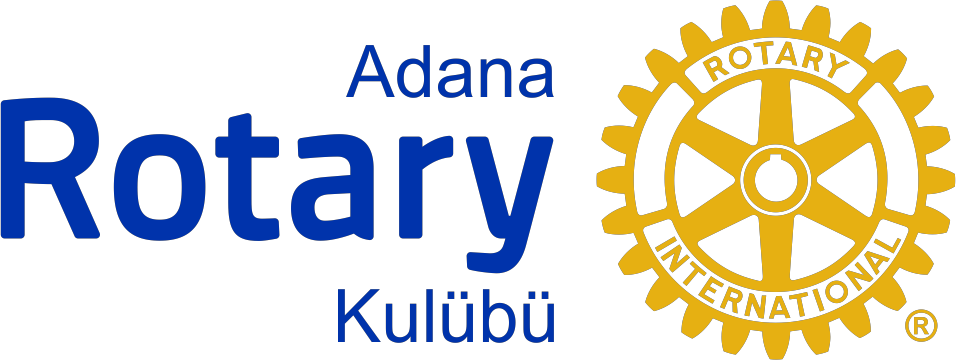 Adana
Rotary
Kulübü
ROTARY
INTERNATIONAL
®